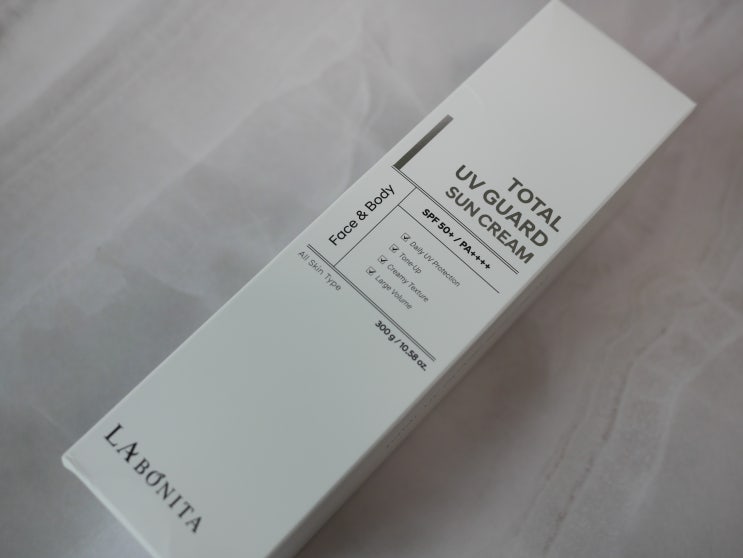 TOTAL
UV GUARD
SUN CREAM
Face & Body
SPF 50+ / PA++++
Daily UV Protection
Tone-Up
Creamy Texture
Large Volume
All Skin Type
300 g / 10.58 oz.
LABONITA